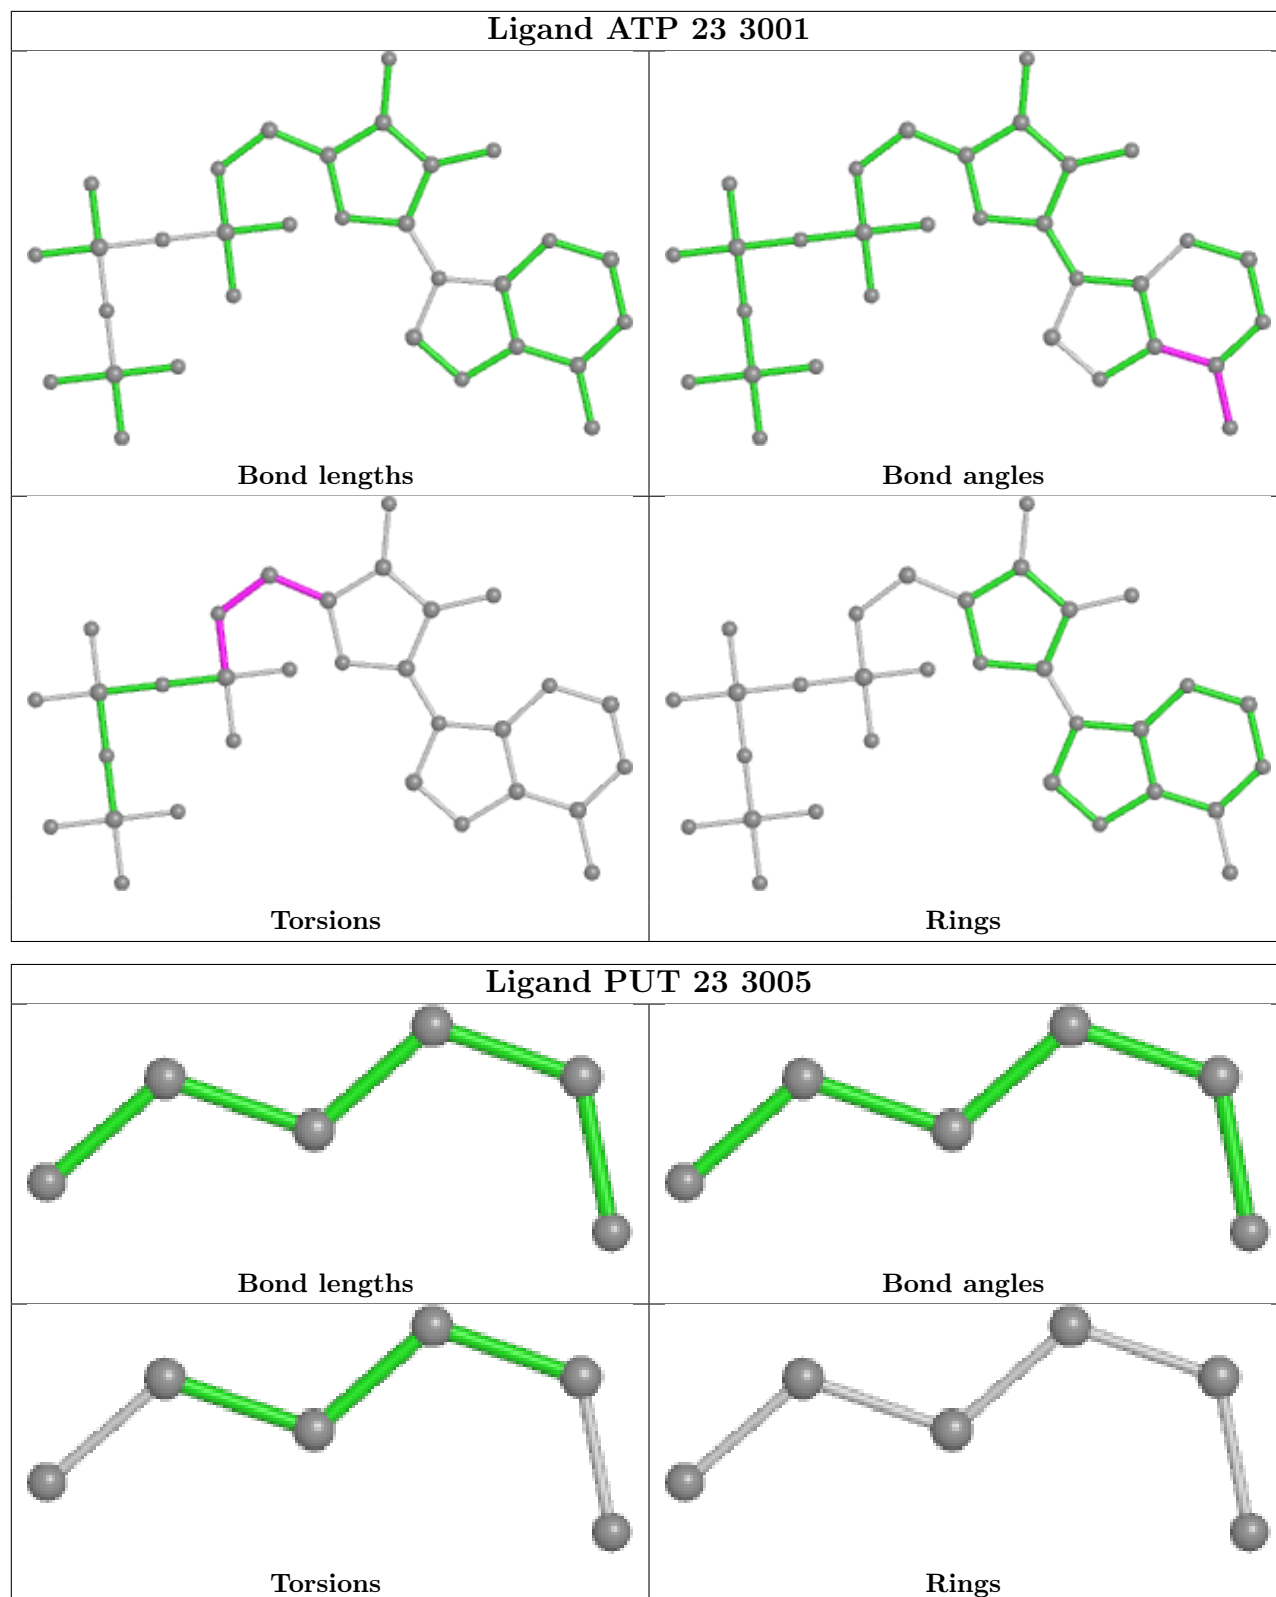 Ligand ATP 23 3001
Bond lengths
Bond angles
Torsions
Rings
Ligand PUT 23 3005
Bond lengths
Bond angles
Torsions
Rings